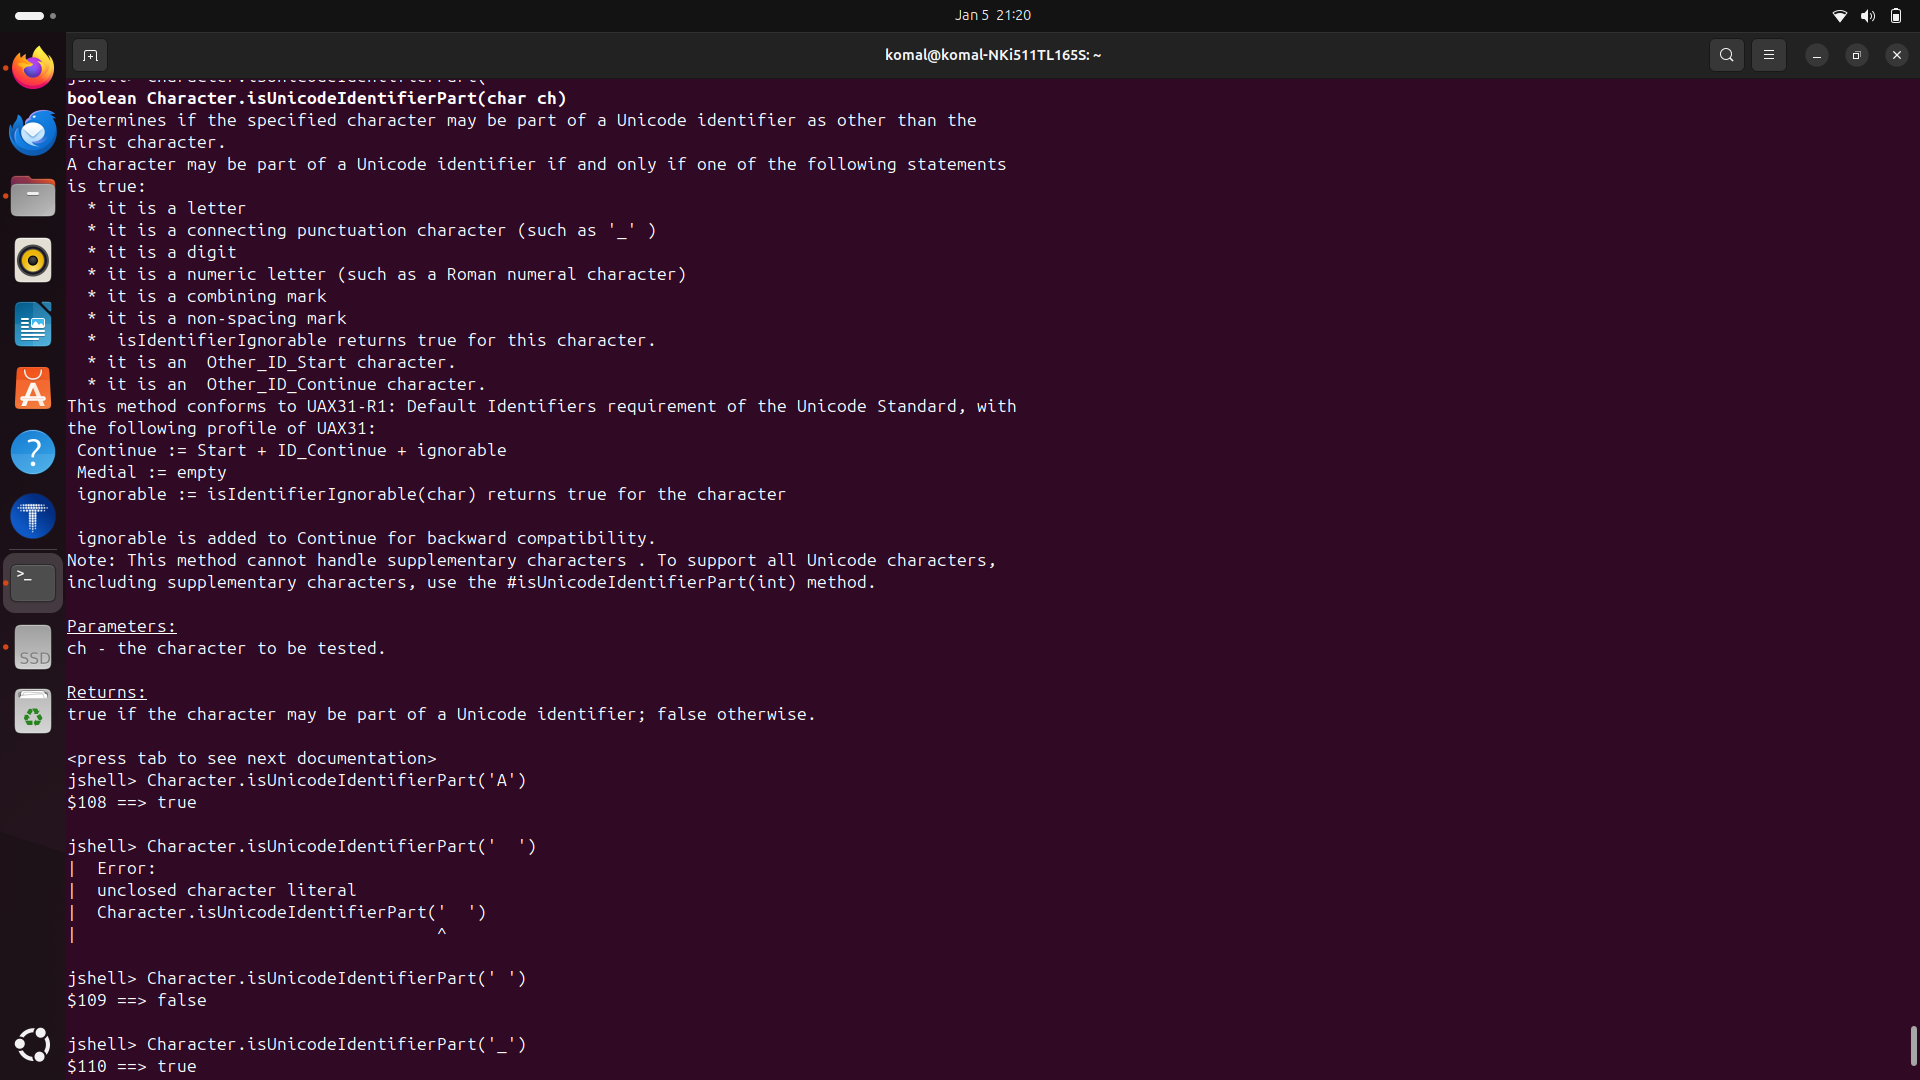 Jan 5 21:20
komal@komal-NKi511TL165S: ~
jshell> Character.isUnicodeIdentifierPart(
boolean Character.isUnicodeIdentifierPart(char ch)
Determines if the specified character may be part of a Unicode identifier as other than the
first character.
A character may be part of a Unicode identifier if and only if one of the following statements
is true:
  * it is a letter
  * it is a connecting punctuation character (such as '_' )
  * it is a digit
  * it is a numeric letter (such as a Roman numeral character)
  * it is a combining mark
  * it is a non-spacing mark
  *  isIdentifierIgnorable returns true for this character.
  * it is an  Other_ID_Start character.
  * it is an  Other_ID_Continue character.
This method conforms to UAX31-R1: Default Identifiers requirement of the Unicode Standard, with
the following profile of UAX31:
 Continue := Start + ID_Continue + ignorable
 Medial := empty
 ignorable := isIdentifierIgnorable(char) returns true for the character

 ignorable is added to Continue for backward compatibility.
Note: This method cannot handle supplementary characters . To support all Unicode characters,
including supplementary characters, use the #isUnicodeIdentifierPart(int) method.

Parameters:
ch - the character to be tested.

Returns:
true if the character may be part of a Unicode identifier; false otherwise.

<press tab to see next documentation>
jshell> Character.isUnicodeIdentifierPart('A')
$108 ==> true

jshell> Character.isUnicodeIdentifierPart('  ')
|  Error:
|  unclosed character literal
|  Character.isUnicodeIdentifierPart('  ')
|                                    ^

jshell> Character.isUnicodeIdentifierPart(' ')
$109 ==> false

jshell> Character.isUnicodeIdentifierPart('_')
$110 ==> true
SSD